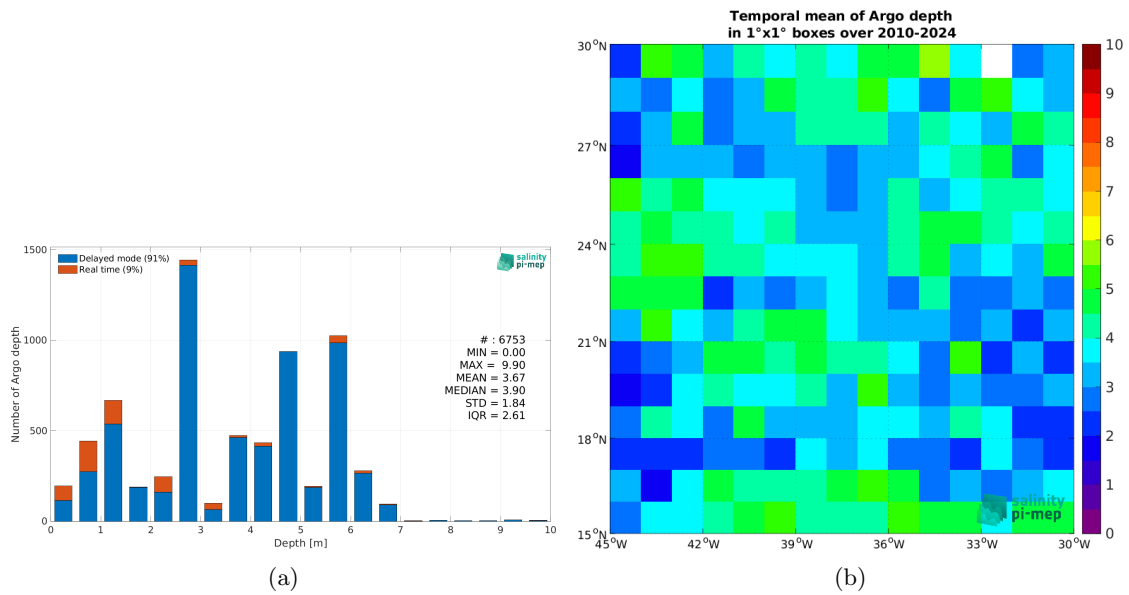 1500
1000
500
0
Number of Argo depth
Delayed mode (91%)
Real time (9%)
salinity
pi-mep
# : 6753
MIN = 0.00
MAX = 9.90
MEAN = 3.67
MEDIAN = 3.90
STD = 1.84
IQR = 2.61
0 1 2 3 4 5 6 7 8 9 10
Depth [m]
(a)
Temporal mean of Argo depth
in 1°x1° boxes over 2010-2024
30°N
27°N
24°N
21°N
18°N
15°N
45°W 42°W 39°W 36°W 33°W 30°W
salinity
pi-mep
10
9
8
7
6
5
4
3
2
1
0
(b)